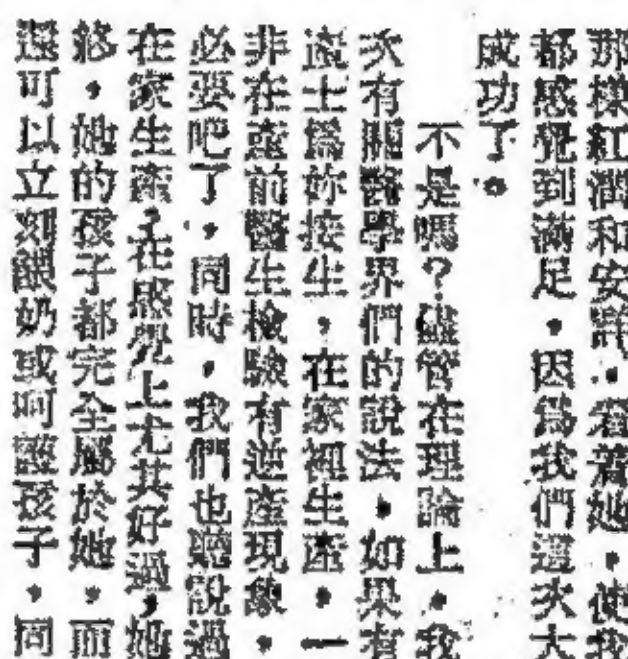 那樣紅潤和安詳,看着她,使我
都感覺到滿足,因爲我們這次大
成功了。
不是嗎?儘管在理論上,我
次有關醫學界們的說法,如果有
產士爲妳接生,在家裡生產,一
非在產前醫生檢驗有逆產現象,
必要吧了,同時,我們也聽說過
在家生產,在感覺上尤其好過,她
後,她的孩子都完全屬於她,而
還可以立刻餵奶或呵護孩子,同